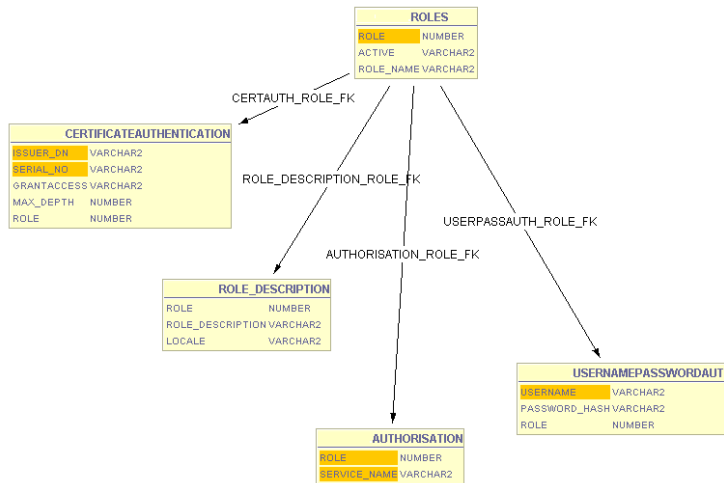 ROLES
ROLE NUMBER
ACTIVE VARCHAR2
ROLE_NAME VARCHAR2
CERTAUTH_ROLE_FK
CERTIFICATEAUTHENTICATION
ISSUER_DN VARCHAR2
SERIAL_NO VARCHAR2
GRANTACCESS VARCHAR2
MAX_DEPTH NUMBER
ROLE NUMBER
ROLE_DESCRIPTION_ROLE_FK
USERPASSAUTH_ROLE_FK
AUTHORISATION_ROLE_FK
ROLE_DESCRIPTION
ROLE NUMBER
ROLE_DESCRIPTION VARCHAR2
LOCALE VARCHAR2
USERNAMEPASSWORDAUT
USERNAME VARCHAR2
PASSWORD_HASH VARCHAR2
ROLE NUMBER
AUTHORISATION
ROLE NUMBER
SERVICE_NAME VARCHAR2